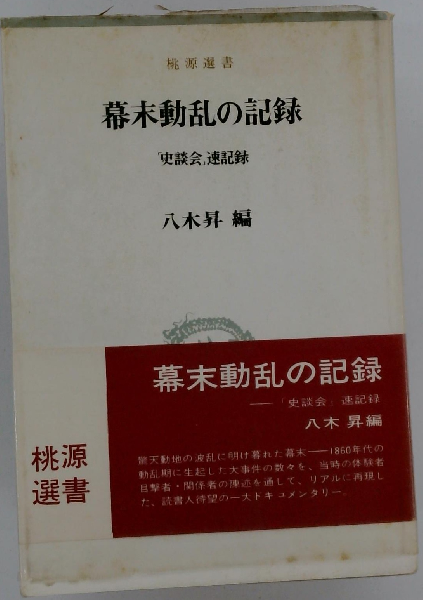 桃源選書
幕末動乱の記録
「史談会」速記録
八木昇 編
幕末動乱の記録
——「史談会」速記録
八木 昇編
桃源
選書
驚天動地の波乱に明け暮れた幕末——1860年代の
動乱期に生起した大事件の数々を、当時の体験者
目撃者・関係者の陳述を通して、リアルに再現し
た、読書人待望の一大ドキュメンタリー。